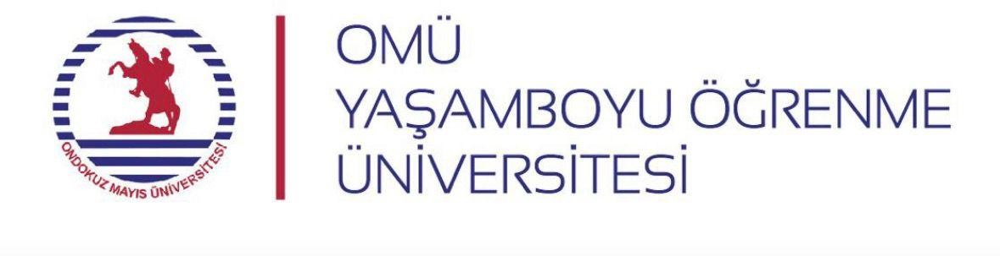 ONDOKUZ MAYIS ÜNİVERSİTESİ
OMÜ
YAŞAMBOYU ÖĞRENME
ÜNİVERSİTESİ